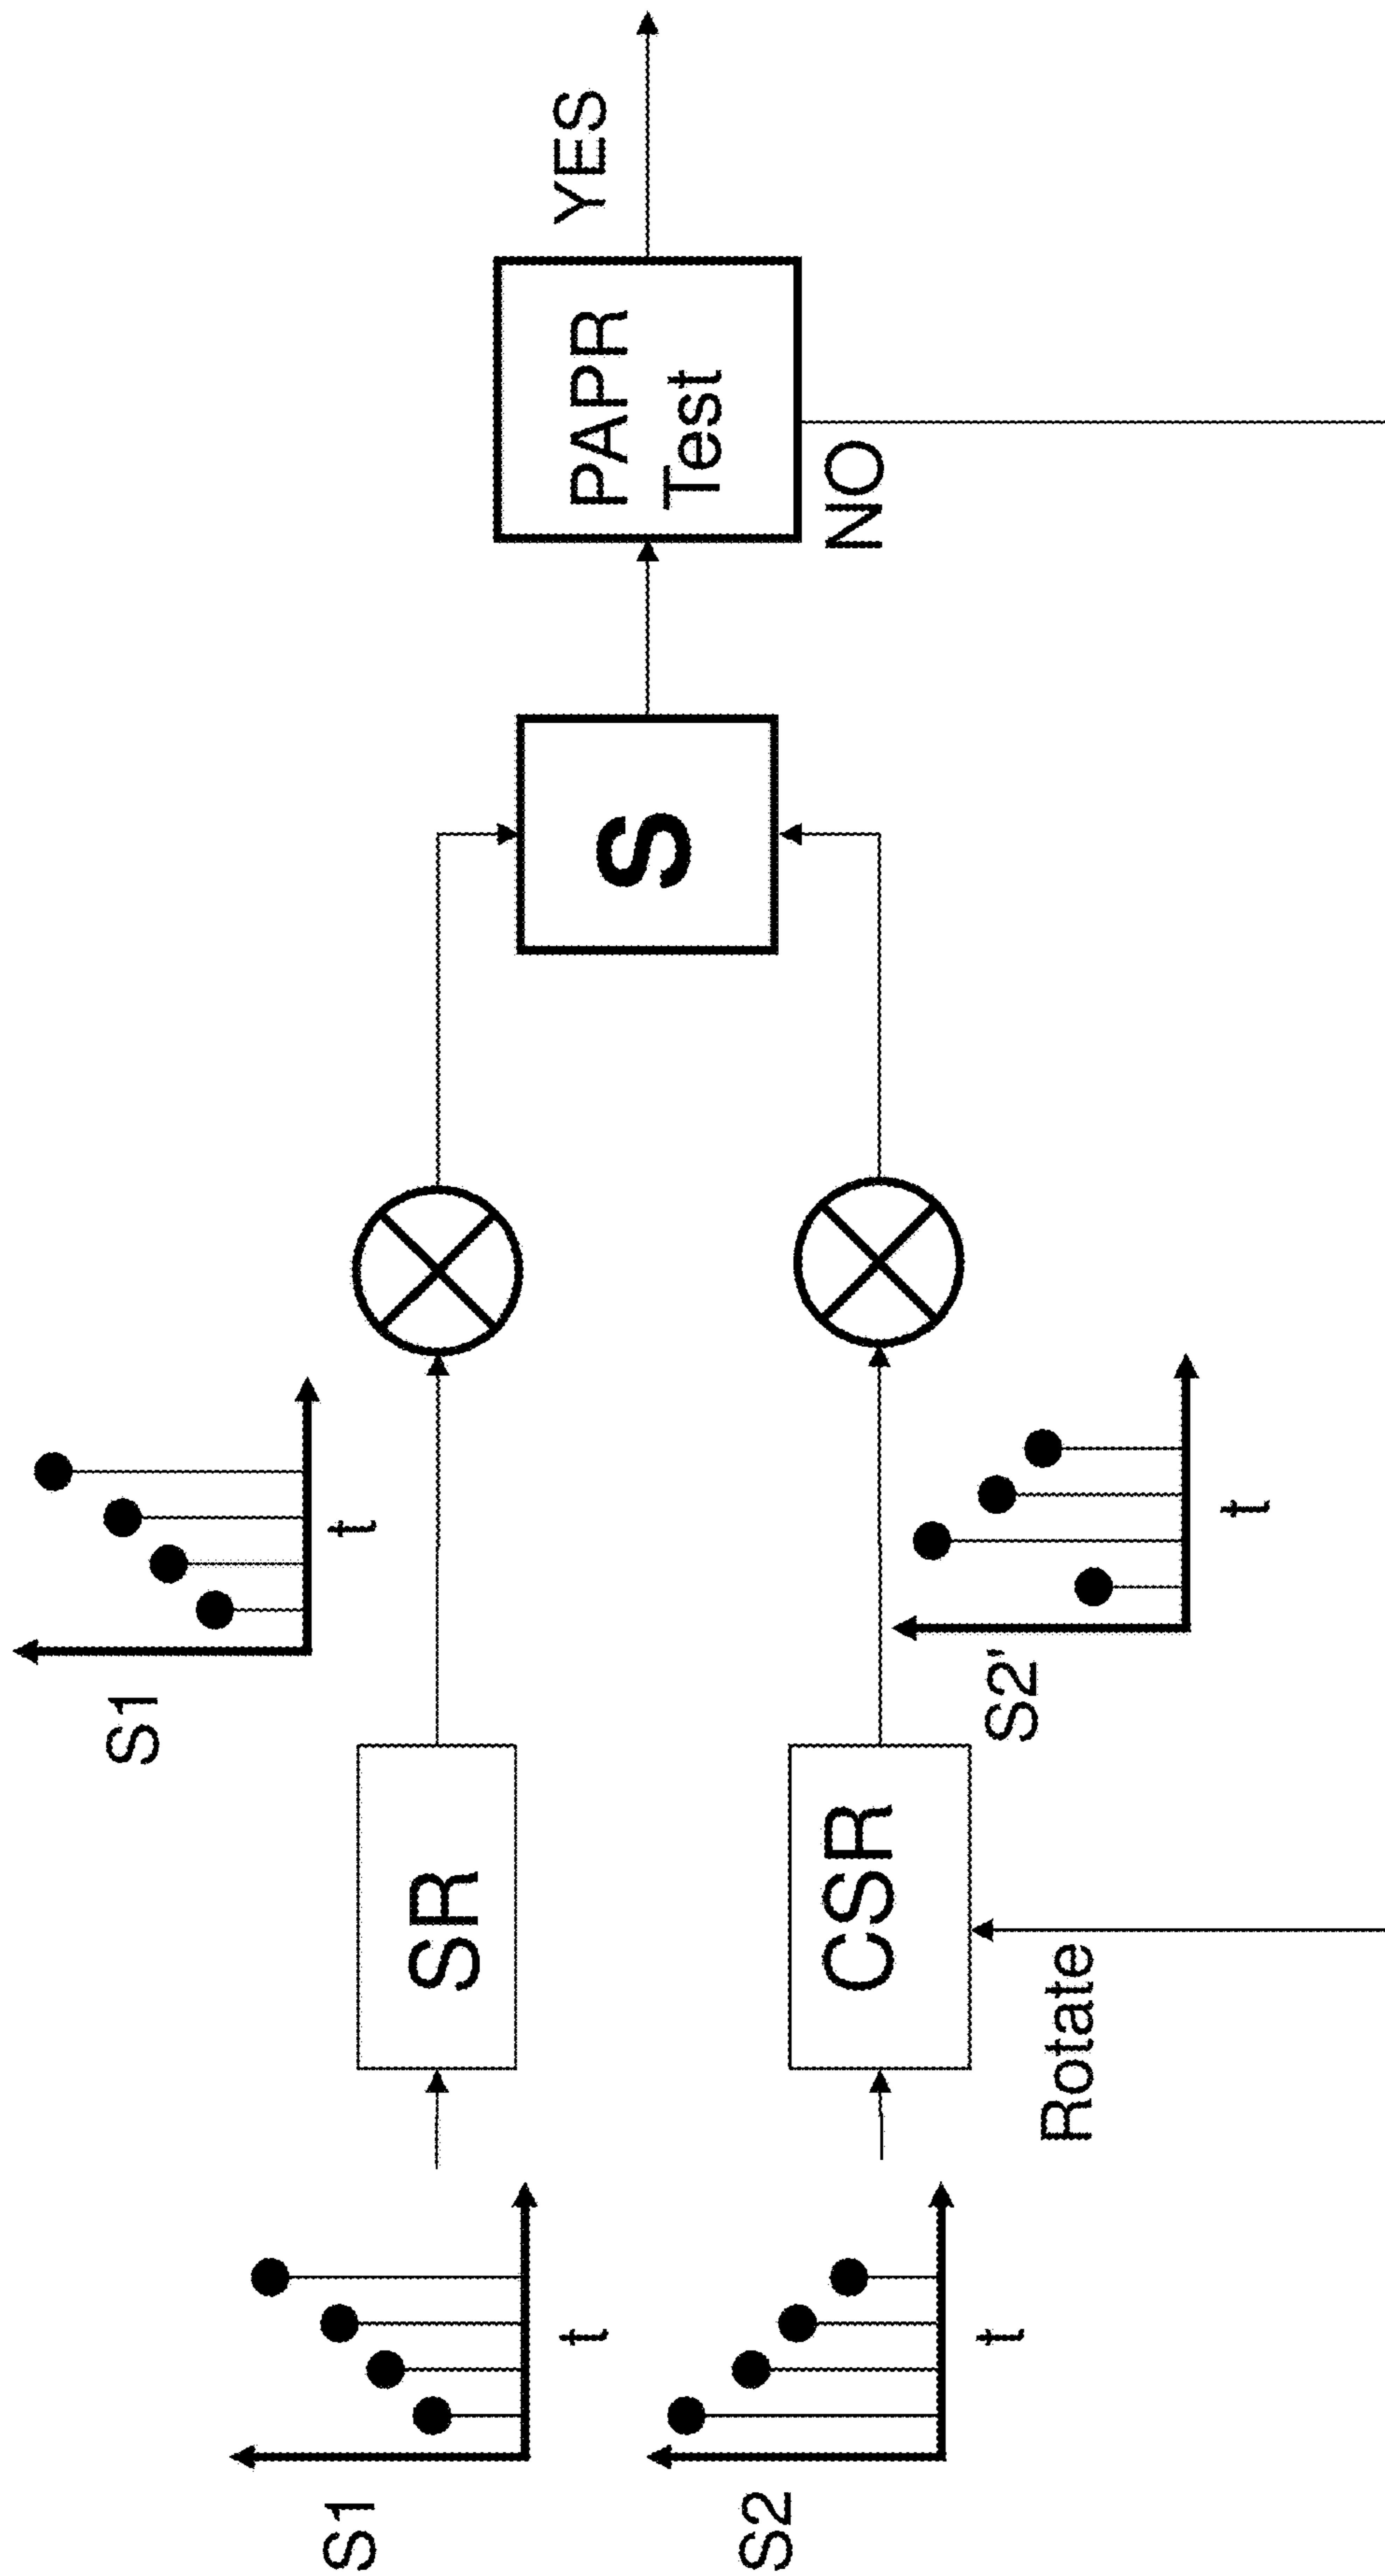 S1
t
SR
S1
t
S2
t
CSR
Rotate
S2'
t
S
PAPR
Test
YES
NO